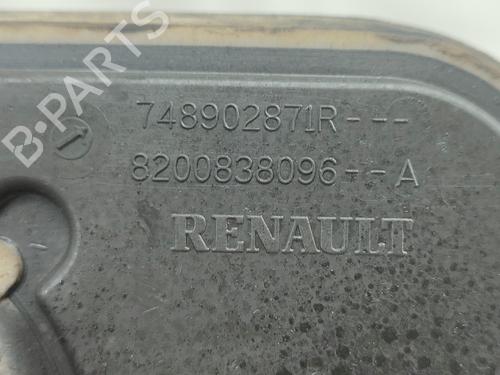 748902871R---
8200838096--A
RENAULT
B-PARTS